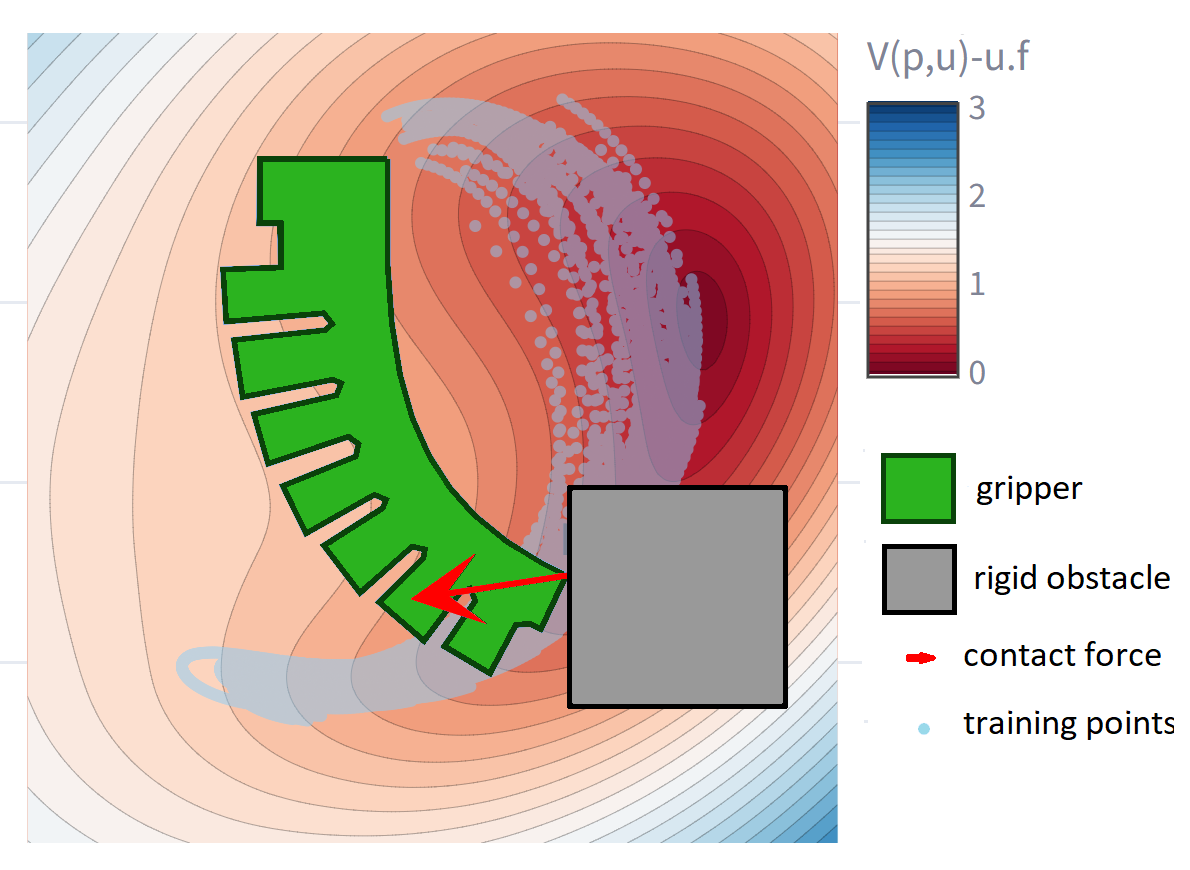 V(p,u)-u.f
3
2
1
0
gripper
rigid obstacle
contact force
training points